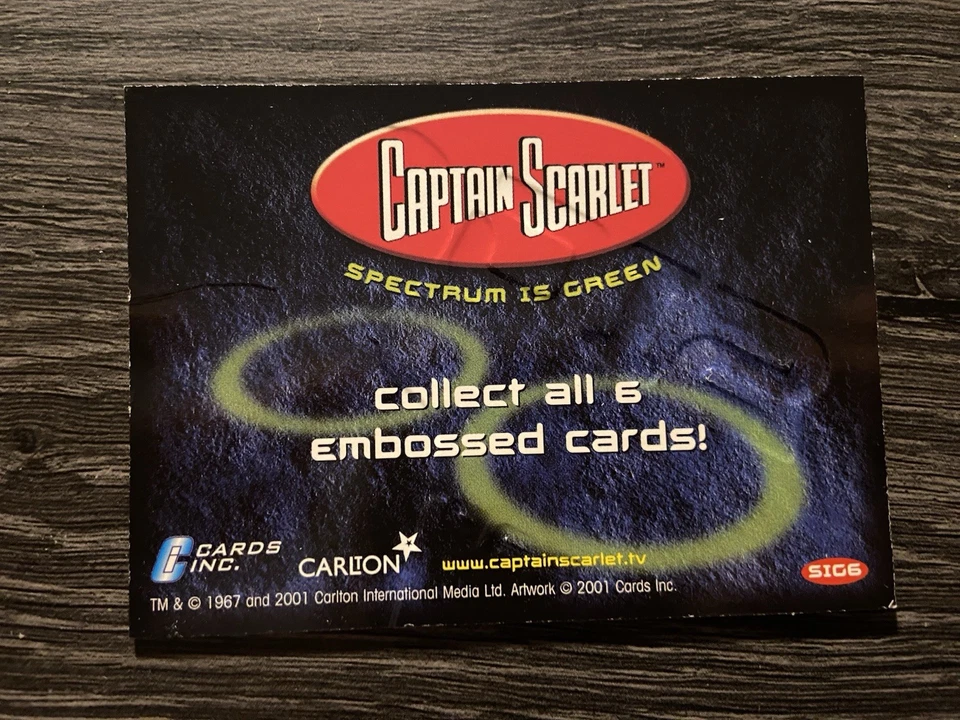 CAPTAIN SCARLET™
SPECTRUM IS GREEN
collect all 6
Embossed cards!
CI CARDS
INC.
CARLTON
www.captainscarlet.tv
SIG6
TM & © 1967 and 2001 Carlton International Media Ltd. Artwork © 2001 Cards Inc.